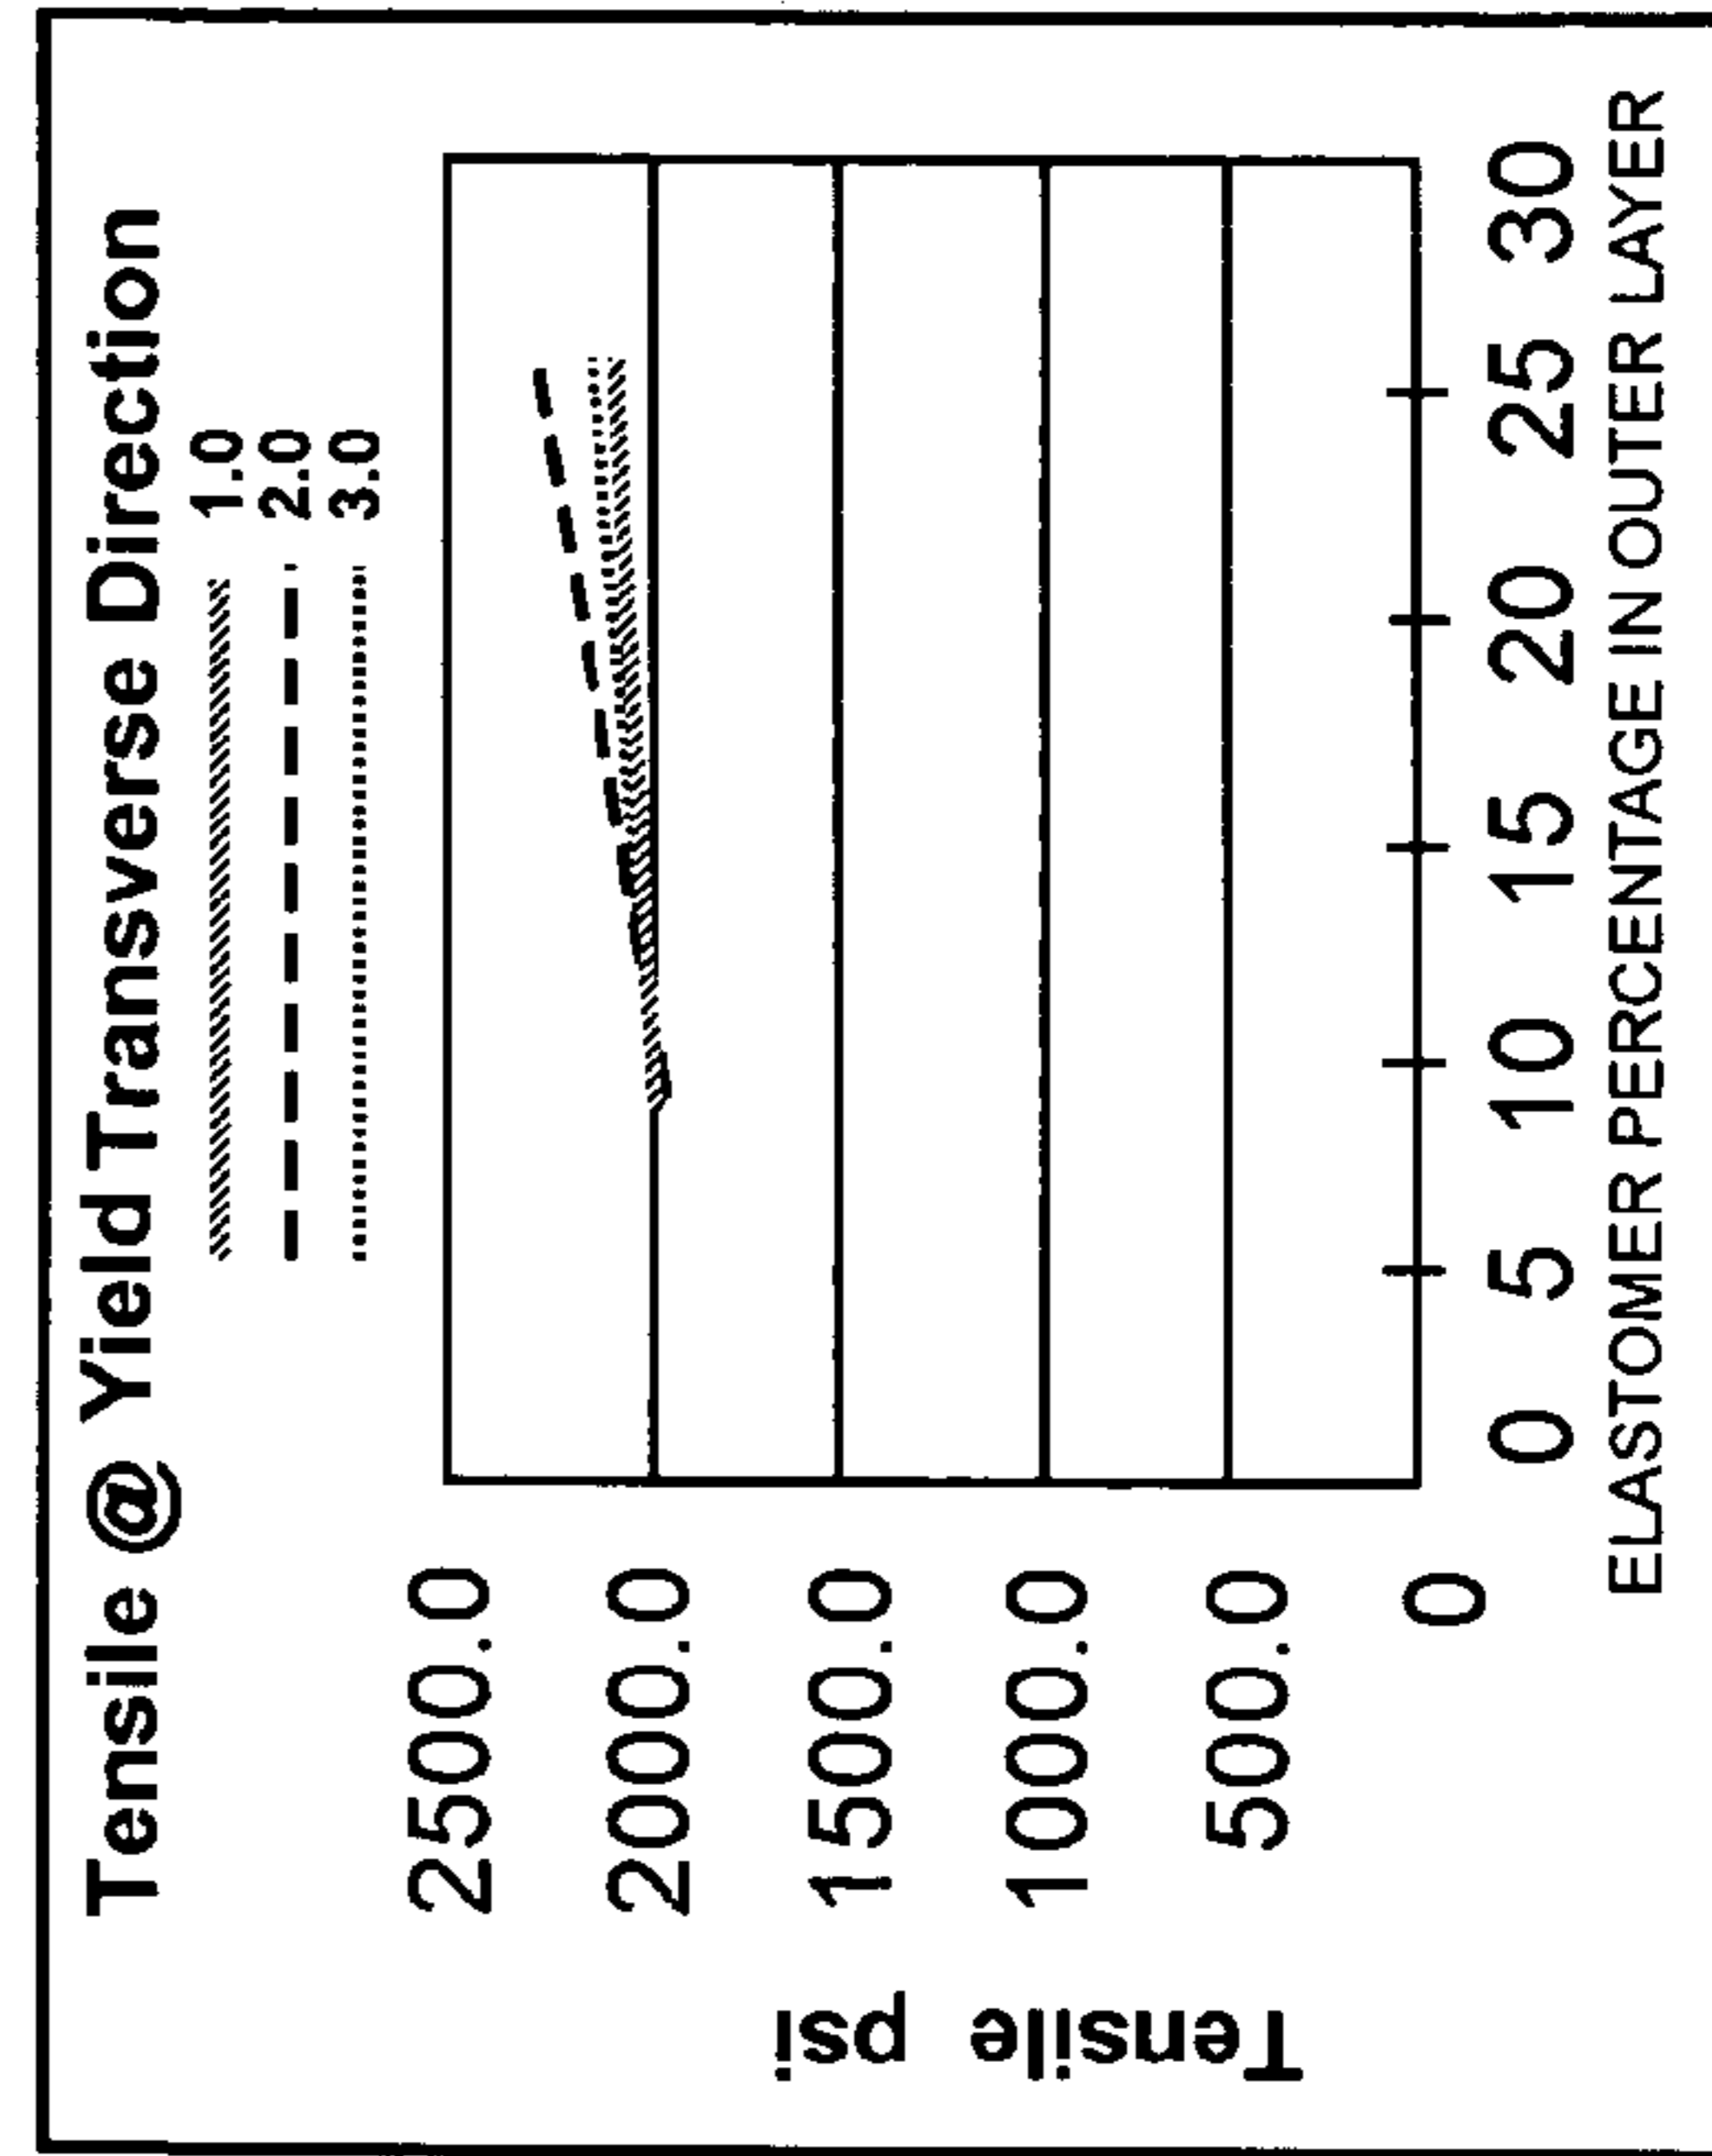 Tensile @ Yield Transverse Direction
1.0
2.0
3.0
2500.0
2000.0
1500.0
1000.0
500.0
0
Tensile psi
0 5 10 15 20 25 30
ELASTOMER PERCENTAGE IN OUTER LAYER